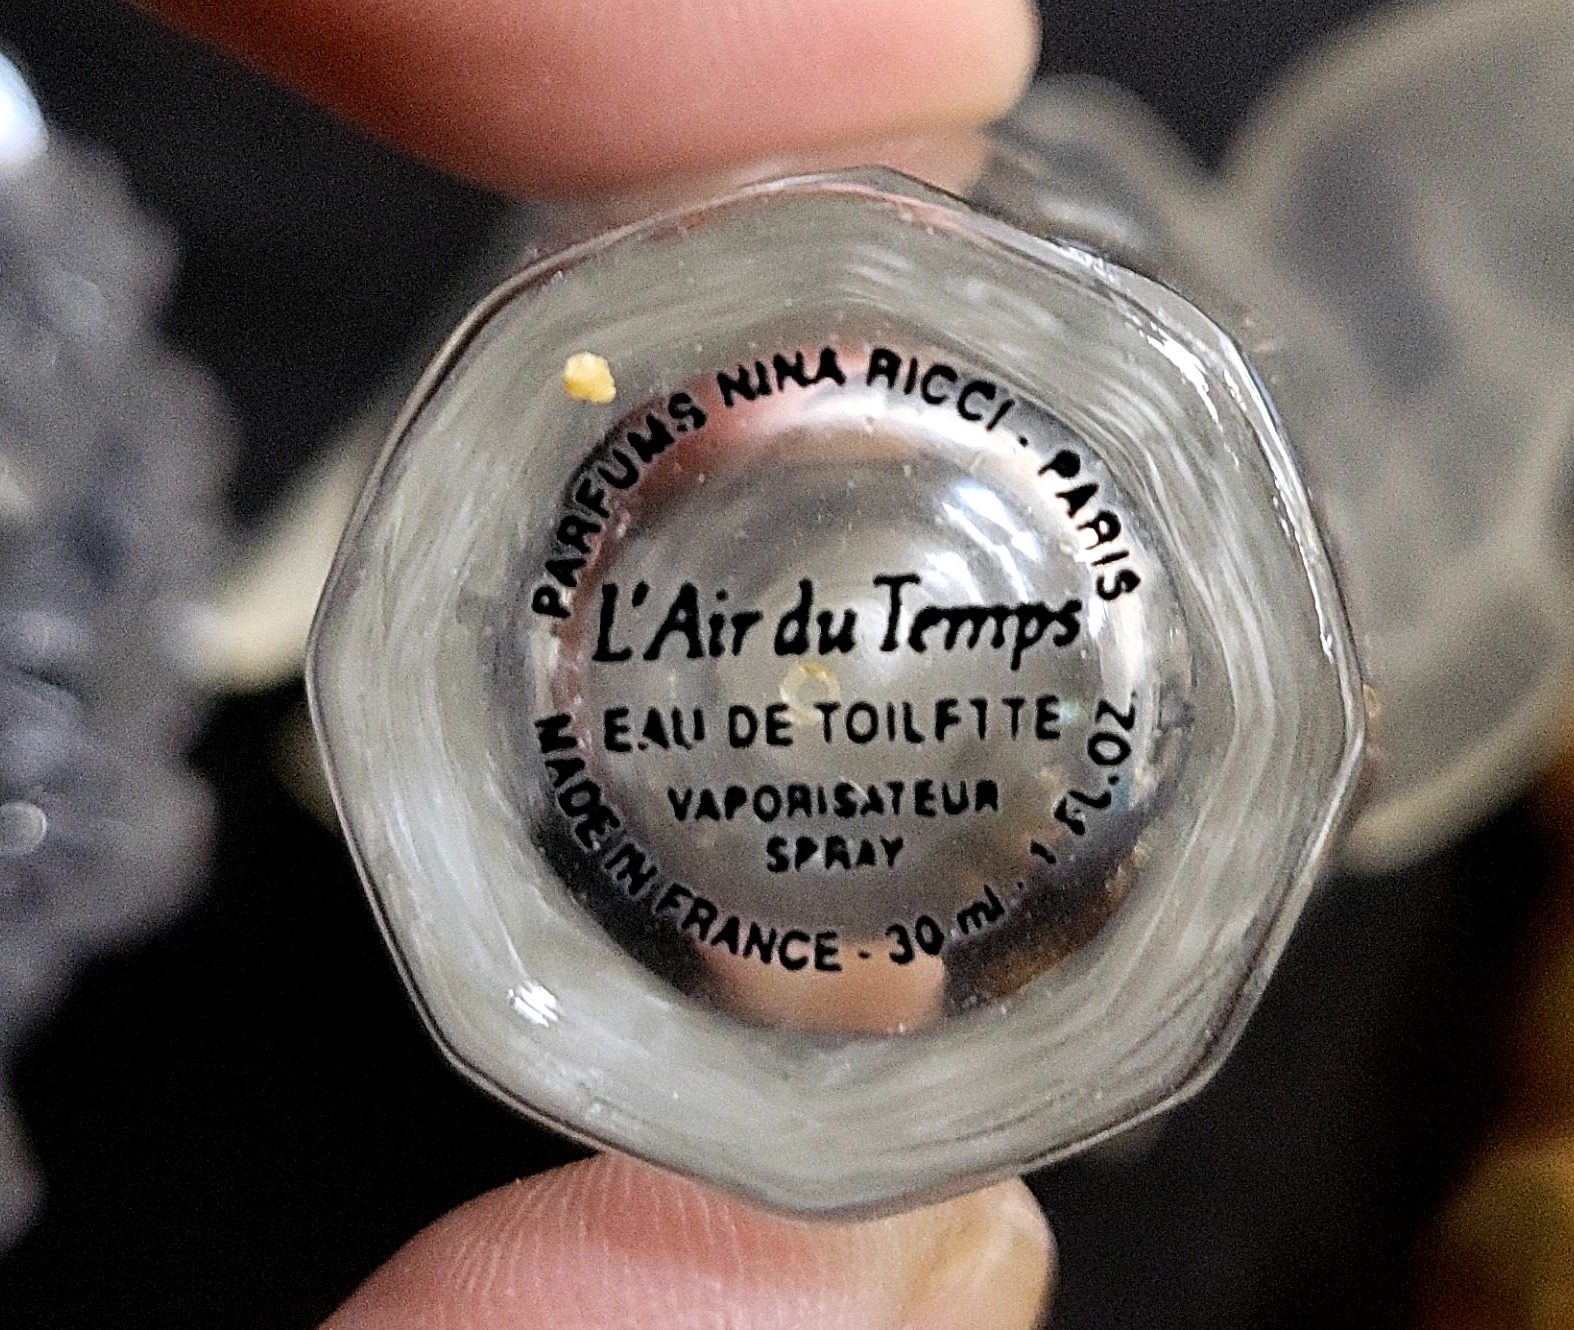 PARFUMS NINA RICCI - PARIS
L'Air du Temps
EAU DE TOILETTE
VAPORISATEUR
SPRAY
MADE IN FRANCE - 30 ml. 1 FL.OZ